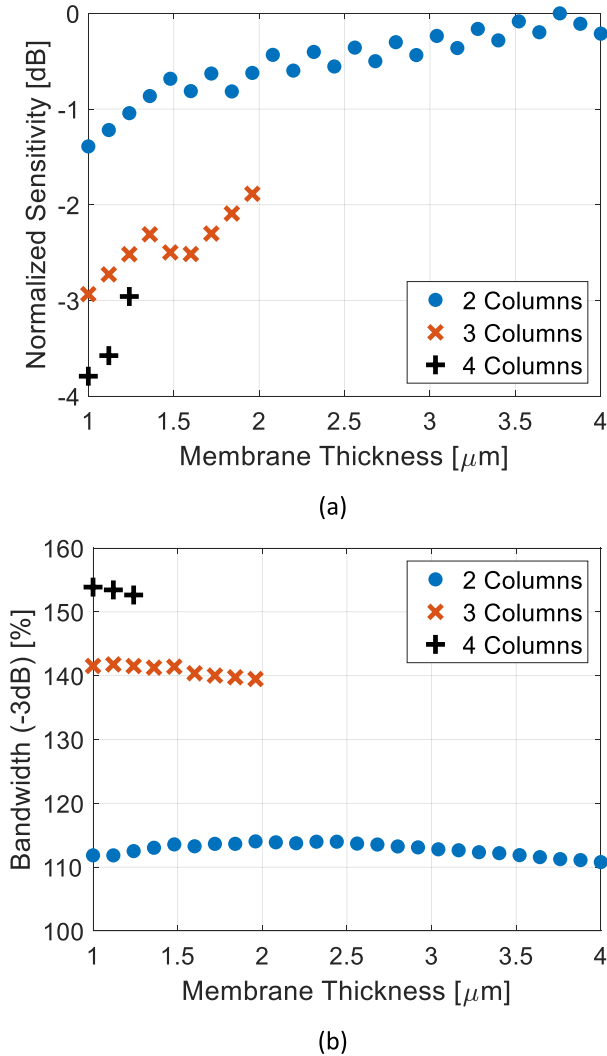 0
-1
-2
-3
-4
Normalized Sensitivity [dB]
2 Columns
3 Columns
4 Columns
1 1.5 2 2.5 3 3.5 4
Membrane Thickness [μm]
(a)
160
150
140
130
120
110
100
Bandwidth (-3dB) [%]
2 Columns
3 Columns
4 Columns
1 1.5 2 2.5 3 3.5 4
Membrane Thickness [μm]
(b)